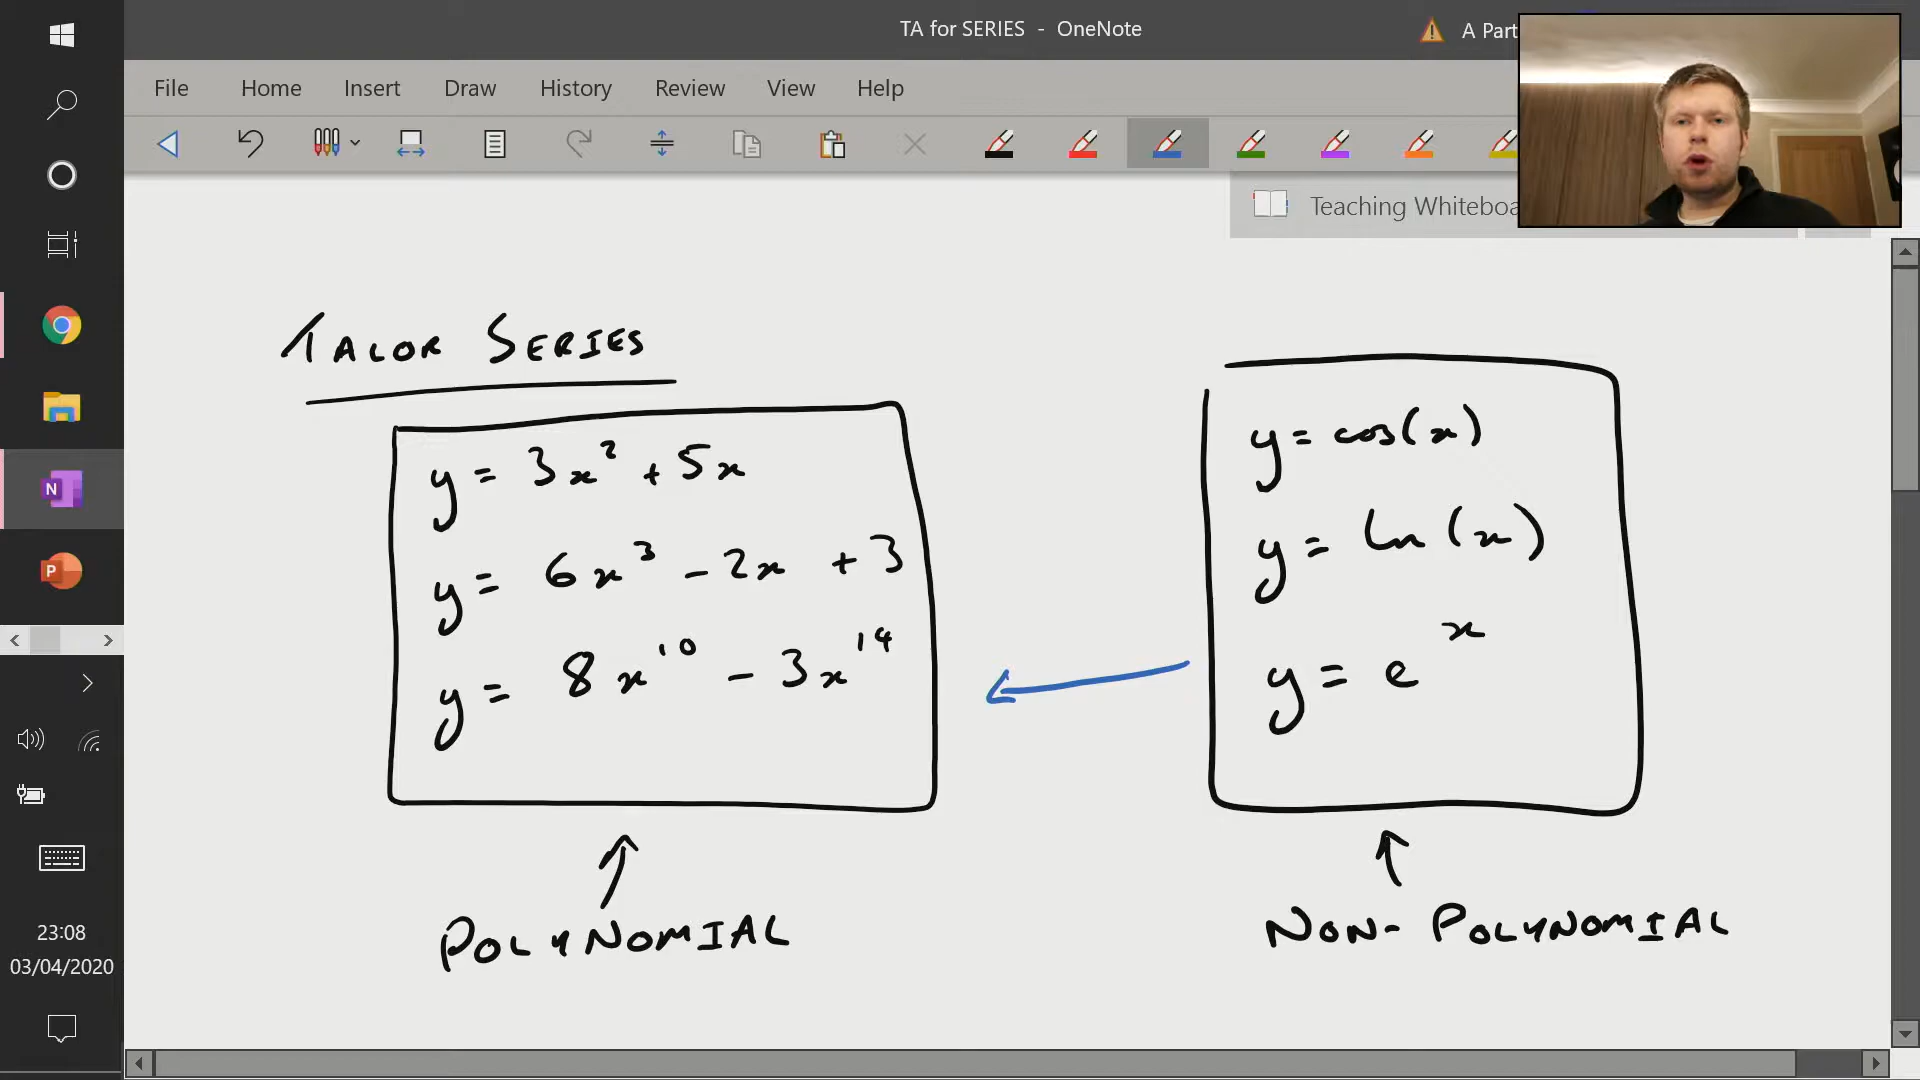 TA for SERIES - OneNote
A Part
File Home Insert Draw History Review View Help
Teaching Whiteboa
TALOR SERIES
y = 3x² + 5x
y = 6x³ - 2x + 3
y = 8x¹⁰ - 3x¹⁴
POLYNOMIAL
y = cos(x)
y = ln(x)
y = eˣ
NON-POLYNOMIAL
N
P
23:08
03/04/2020